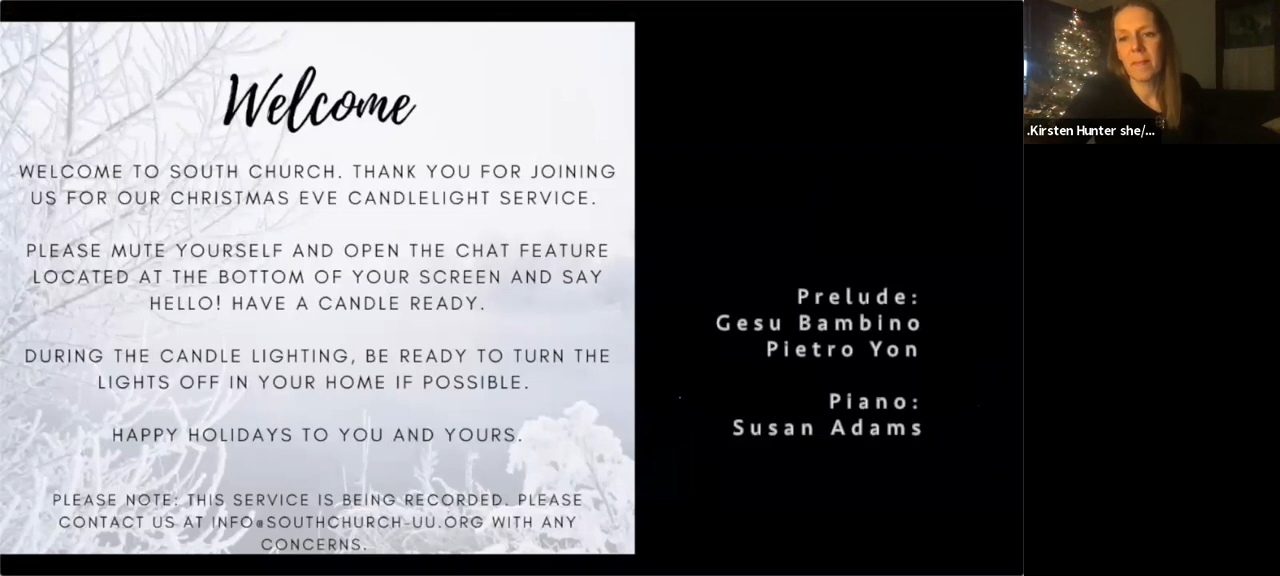 Welcome
WELCOME TO SOUTH CHURCH. THANK YOU FOR JOINING
US FOR OUR CHRISTMAS EVE CANDLELIGHT SERVICE.
PLEASE MUTE YOURSELF AND OPEN THE CHAT FEATURE
LOCATED AT THE BOTTOM OF YOUR SCREEN AND SAY
HELLO! HAVE A CANDLE READY.
DURING THE CANDLE LIGHTING, BE READY TO TURN THE
LIGHTS OFF IN YOUR HOME IF POSSIBLE.
HAPPY HOLIDAYS TO YOU AND YOURS.
PLEASE NOTE: THIS SERVICE IS BEING RECORDED. PLEASE
CONTACT US AT INFO@SOUTHCHURCH-UU.ORG WITH ANY
CONCERNS.
Prelude:
Gesu Bambino
Pietro Yon
Piano:
Susan Adams
.Kirsten Hunter she/...